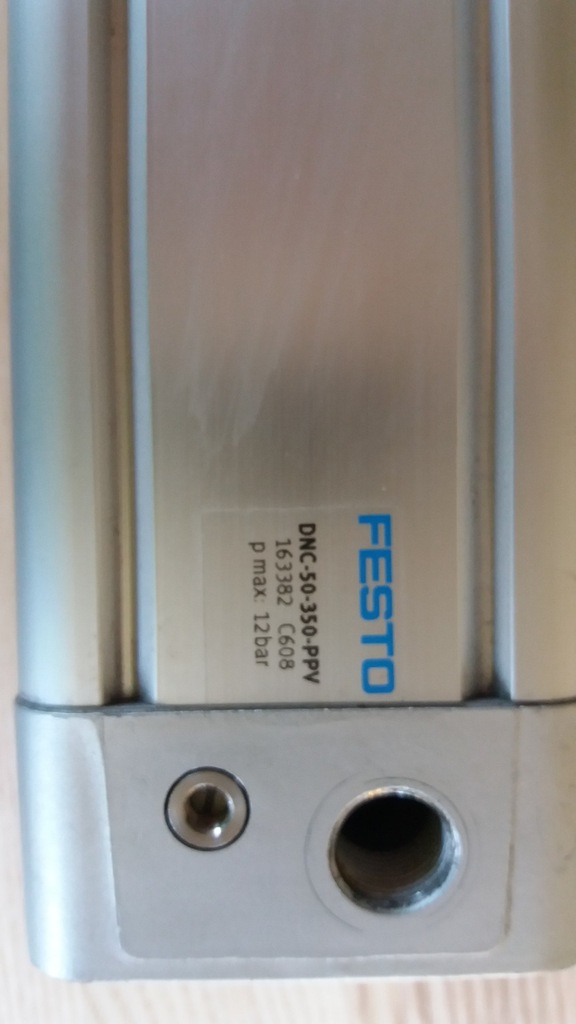 FESTO
DNC-50-350-PPV
163382 C608
p max: 12bar